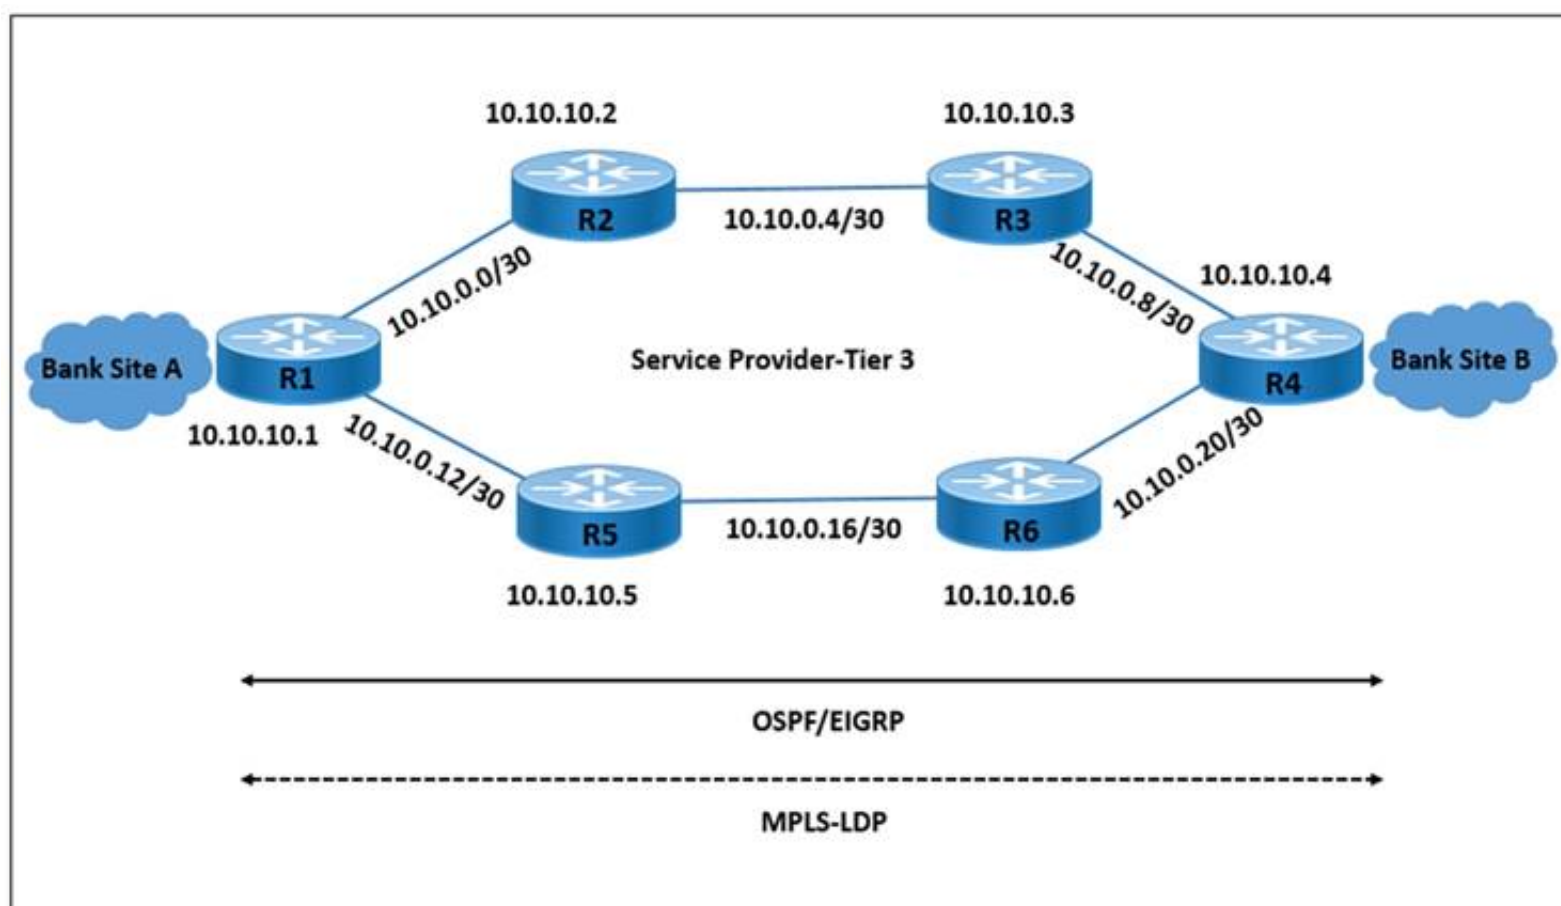 10.10.10.2
10.10.10.3
R2
10.10.0.4/30
R3
10.10.0.0/30
10.10.0.8/30
10.10.10.4
Bank Site A
R1
Service Provider-Tier 3
R4
Bank Site B
10.10.10.1
10.10.0.12/30
R5
10.10.0.16/30
R6
10.10.0.20/30
10.10.10.5
10.10.10.6
OSPF/EIGRP
MPLS-LDP